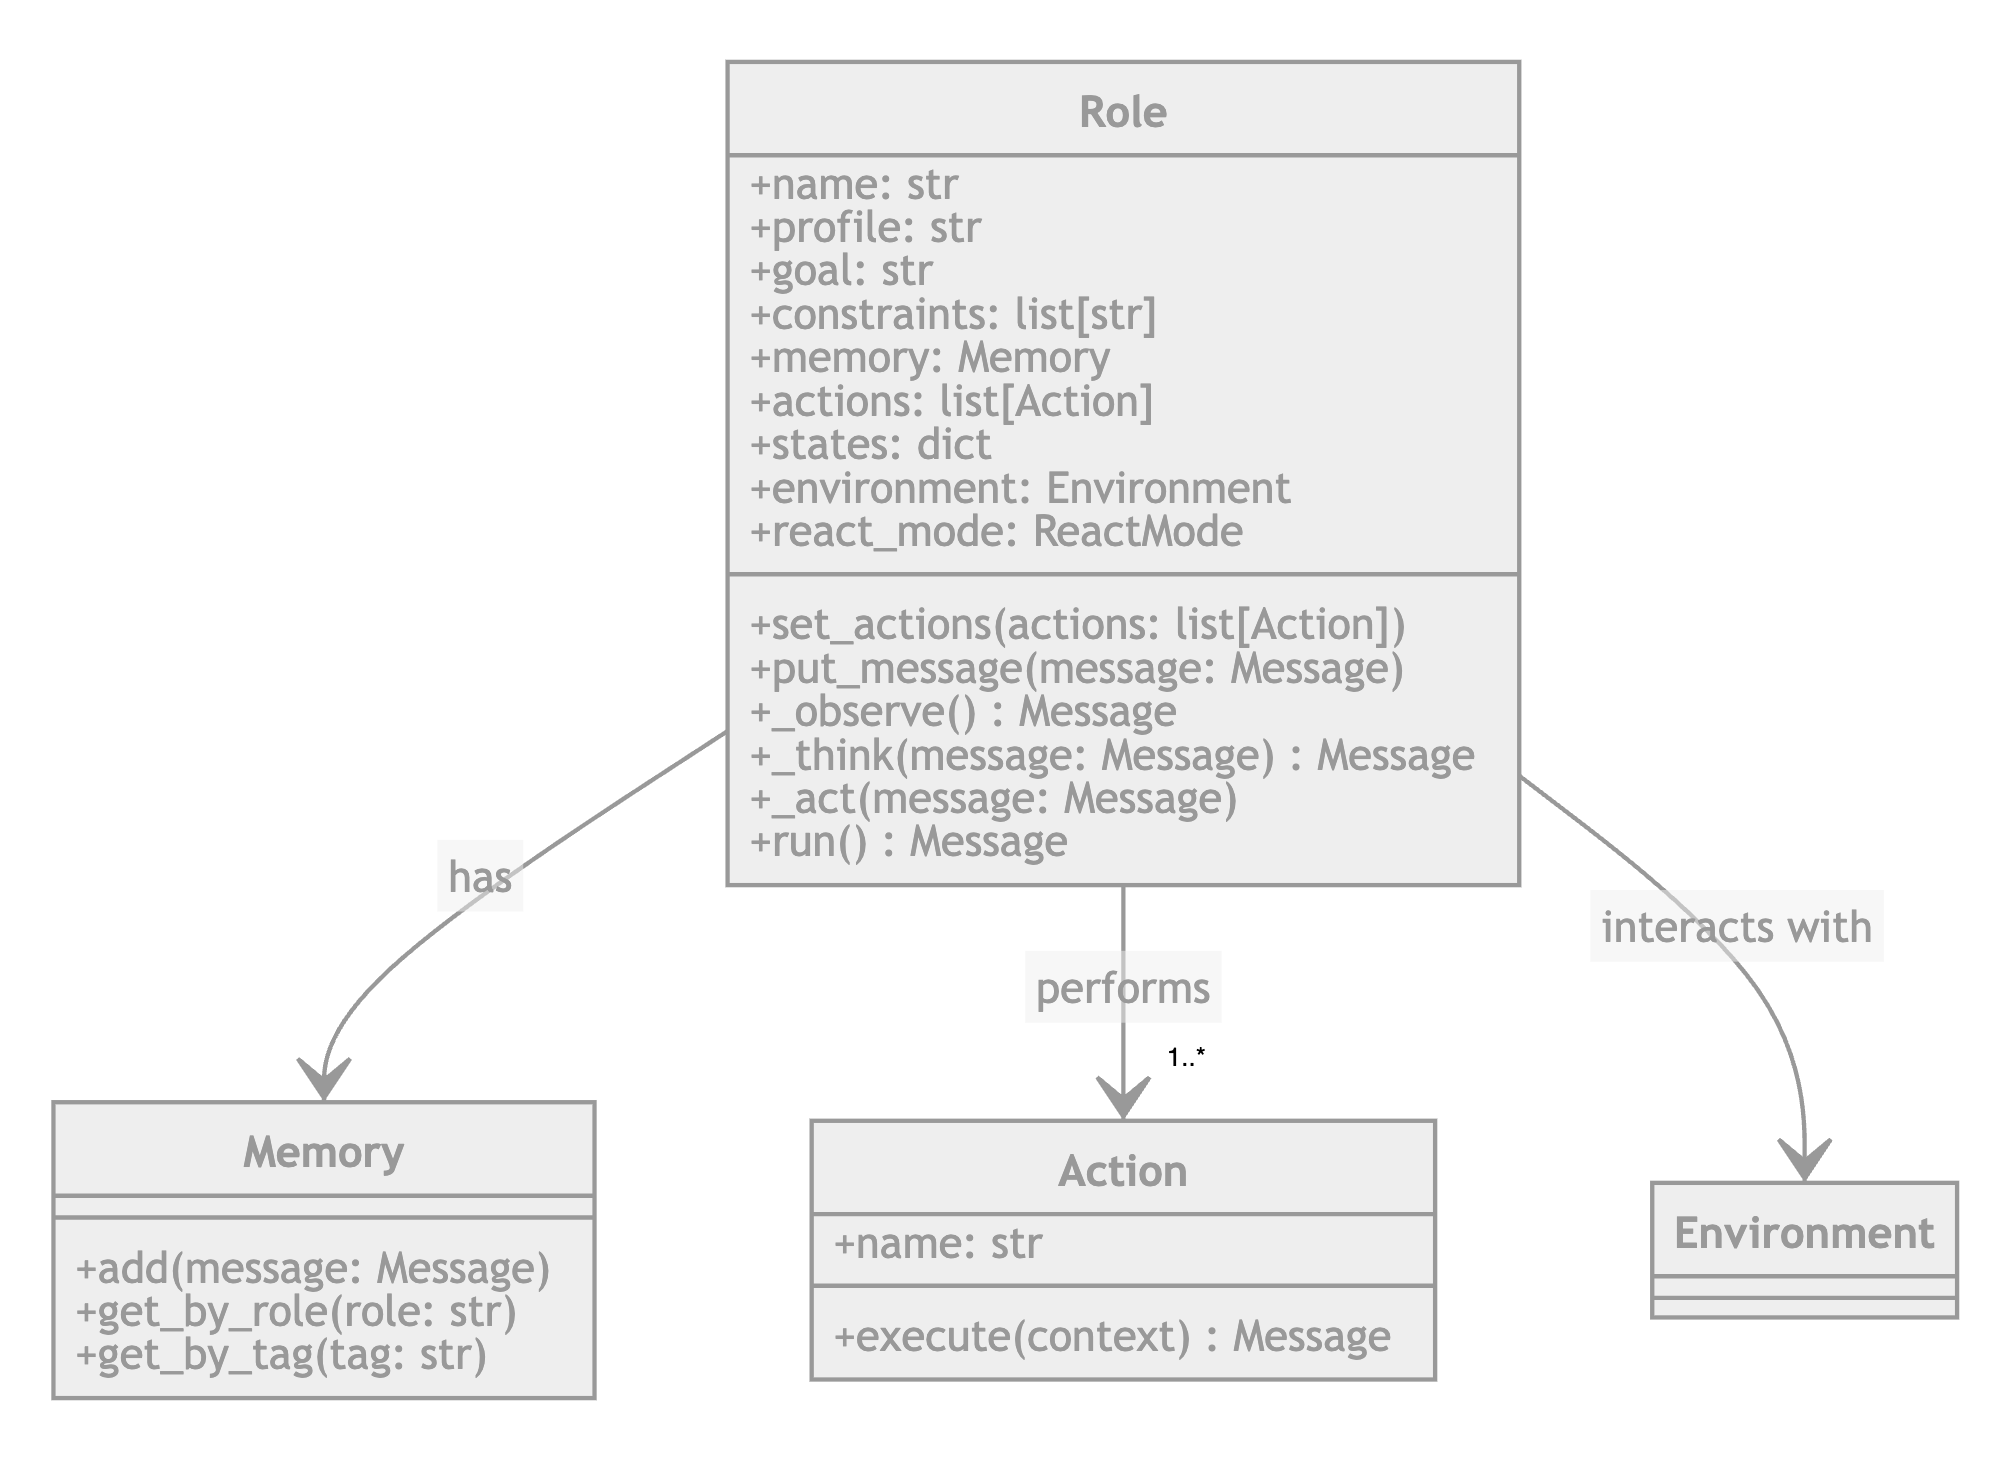 Role
+name: str
+profile: str
+goal: str
+constraints: list[str]
+memory: Memory
+actions: list[Action]
+states: dict
+environment: Environment
+react_mode: ReactMode
+set_actions(actions: list[Action])
+put_message(message: Message)
+_observe() : Message
+_think(message: Message) : Message
+_act(message: Message)
+run() : Message
has
performs
interacts with
1..*
Memory
+add(message: Message)
+get_by_role(role: str)
+get_by_tag(tag: str)
Action
+name: str
+execute(context) : Message
Environment